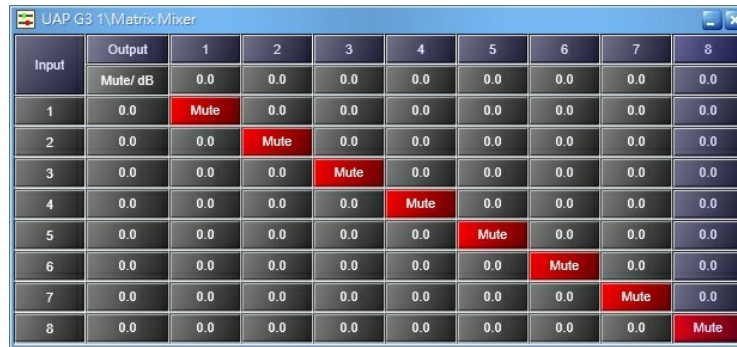 UAP G3 1\Matrix Mixer
Input Output 1 2 3 4 5 6 7 8
Mute/ dB 0.0 0.0 0.0 0.0 0.0 0.0 0.0 0.0
1 0.0 Mute 0.0 0.0 0.0 0.0 0.0 0.0 0.0
2 0.0 0.0 Mute 0.0 0.0 0.0 0.0 0.0 0.0
3 0.0 0.0 0.0 Mute 0.0 0.0 0.0 0.0 0.0
4 0.0 0.0 0.0 0.0 Mute 0.0 0.0 0.0 0.0
5 0.0 0.0 0.0 0.0 0.0 Mute 0.0 0.0 0.0
6 0.0 0.0 0.0 0.0 0.0 0.0 Mute 0.0 0.0
7 0.0 0.0 0.0 0.0 0.0 0.0 0.0 Mute 0.0
8 0.0 0.0 0.0 0.0 0.0 0.0 0.0 0.0 Mute